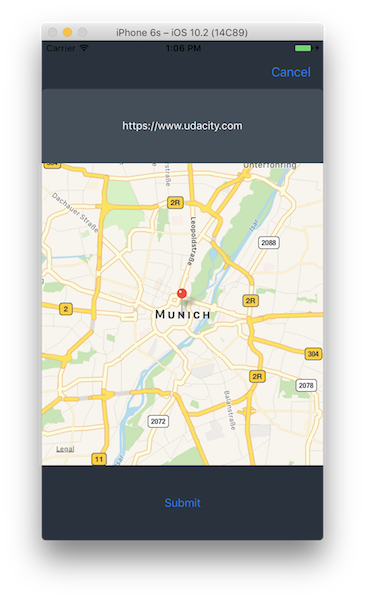 iPhone 6s – iOS 10.2 (14C89)
Carrier 1:06 PM
Cancel
https://www.udacity.com
304
Unterföhring
Dachauer Straße
2R
Leopoldstraße
Isar
2088
2R
2
MUNICH
304
2R
2078
Balanstraße
2072
Legal
11
Submit